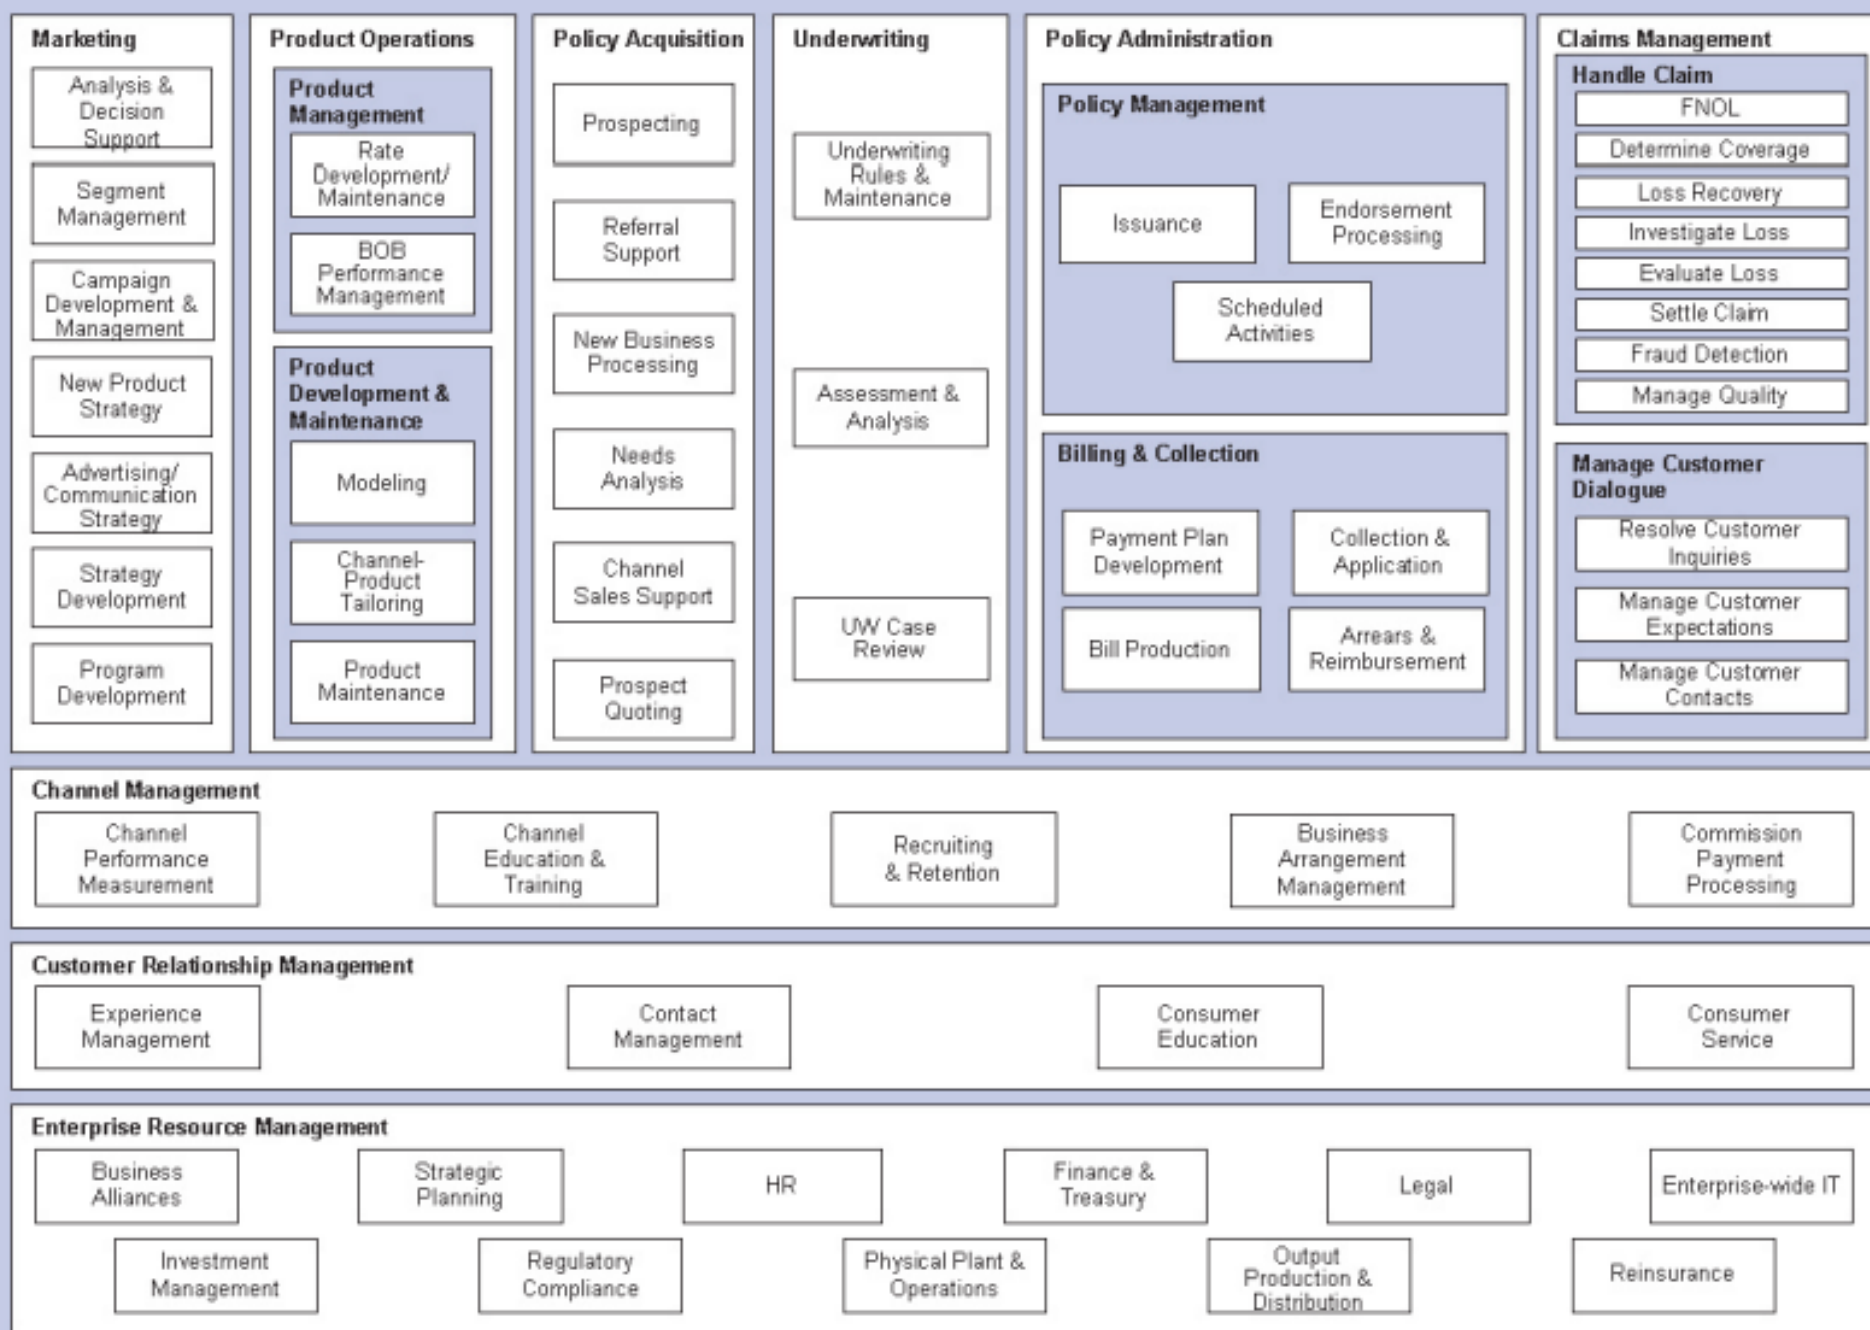 Marketing
Analysis &
Decision
Support
Segment
Management
Campaign
Development &
Management
New Product
Strategy
Advertising/
Communication
Strategy
Strategy
Development
Program
Development
Product Operations
Product
Management
Rate
Development/
Maintenance
BOB
Performance
Management
Product
Development &
Maintenance
Modeling
Channel-
Product
Tailoring
Product
Maintenance
Policy Acquisition
Prospecting
Referral
Support
New Business
Processing
Needs
Analysis
Channel
Sales Support
Prospect
Quoting
Underwriting
Underwriting
Rules &
Maintenance
Assessment &
Analysis
UW Case
Review
Policy Administration
Policy Management
Issuance
Endorsement
Processing
Scheduled
Activities
Billing & Collection
Payment Plan
Development
Collection &
Application
Bill Production
Arrears &
Reimbursement
Claims Management
Handle Claim
FNOL
Determine Coverage
Loss Recovery
Investigate Loss
Evaluate Loss
Settle Claim
Fraud Detection
Manage Quality
Manage Customer
Dialogue
Resolve Customer
Inquiries
Manage Customer
Expectations
Manage Customer
Contacts
Channel Management
Channel
Performance
Measurement
Channel
Education &
Training
Recruiting
& Retention
Business
Arrangement
Management
Commission
Payment
Processing
Customer Relationship Management
Experience
Management
Contact
Management
Consumer
Education
Consumer
Service
Enterprise Resource Management
Business
Alliances
Strategic
Planning
HR
Finance &
Treasury
Legal
Enterprise-wide IT
Investment
Management
Regulatory
Compliance
Physical Plant &
Operations
Output
Production &
Distribution
Reinsurance